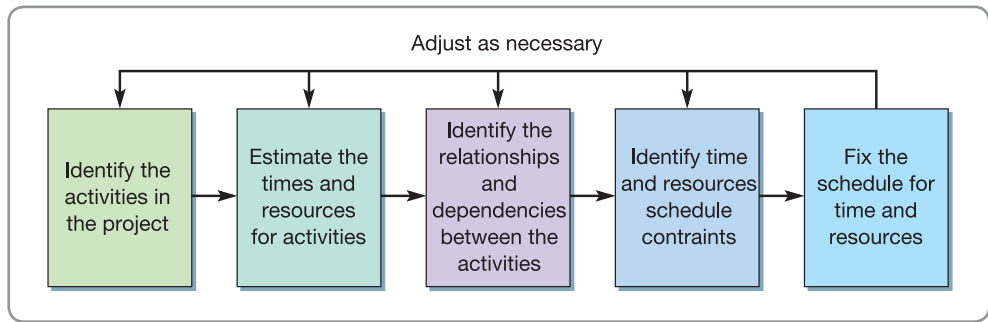 Adjust as necessary
Identify the
activities in
the project
Estimate the
times and
resources
for activities
Identify the
relationships
and
dependencies
between the
activities
Identify time
and resources
schedule
contraints
Fix the
schedule for
time and
resources